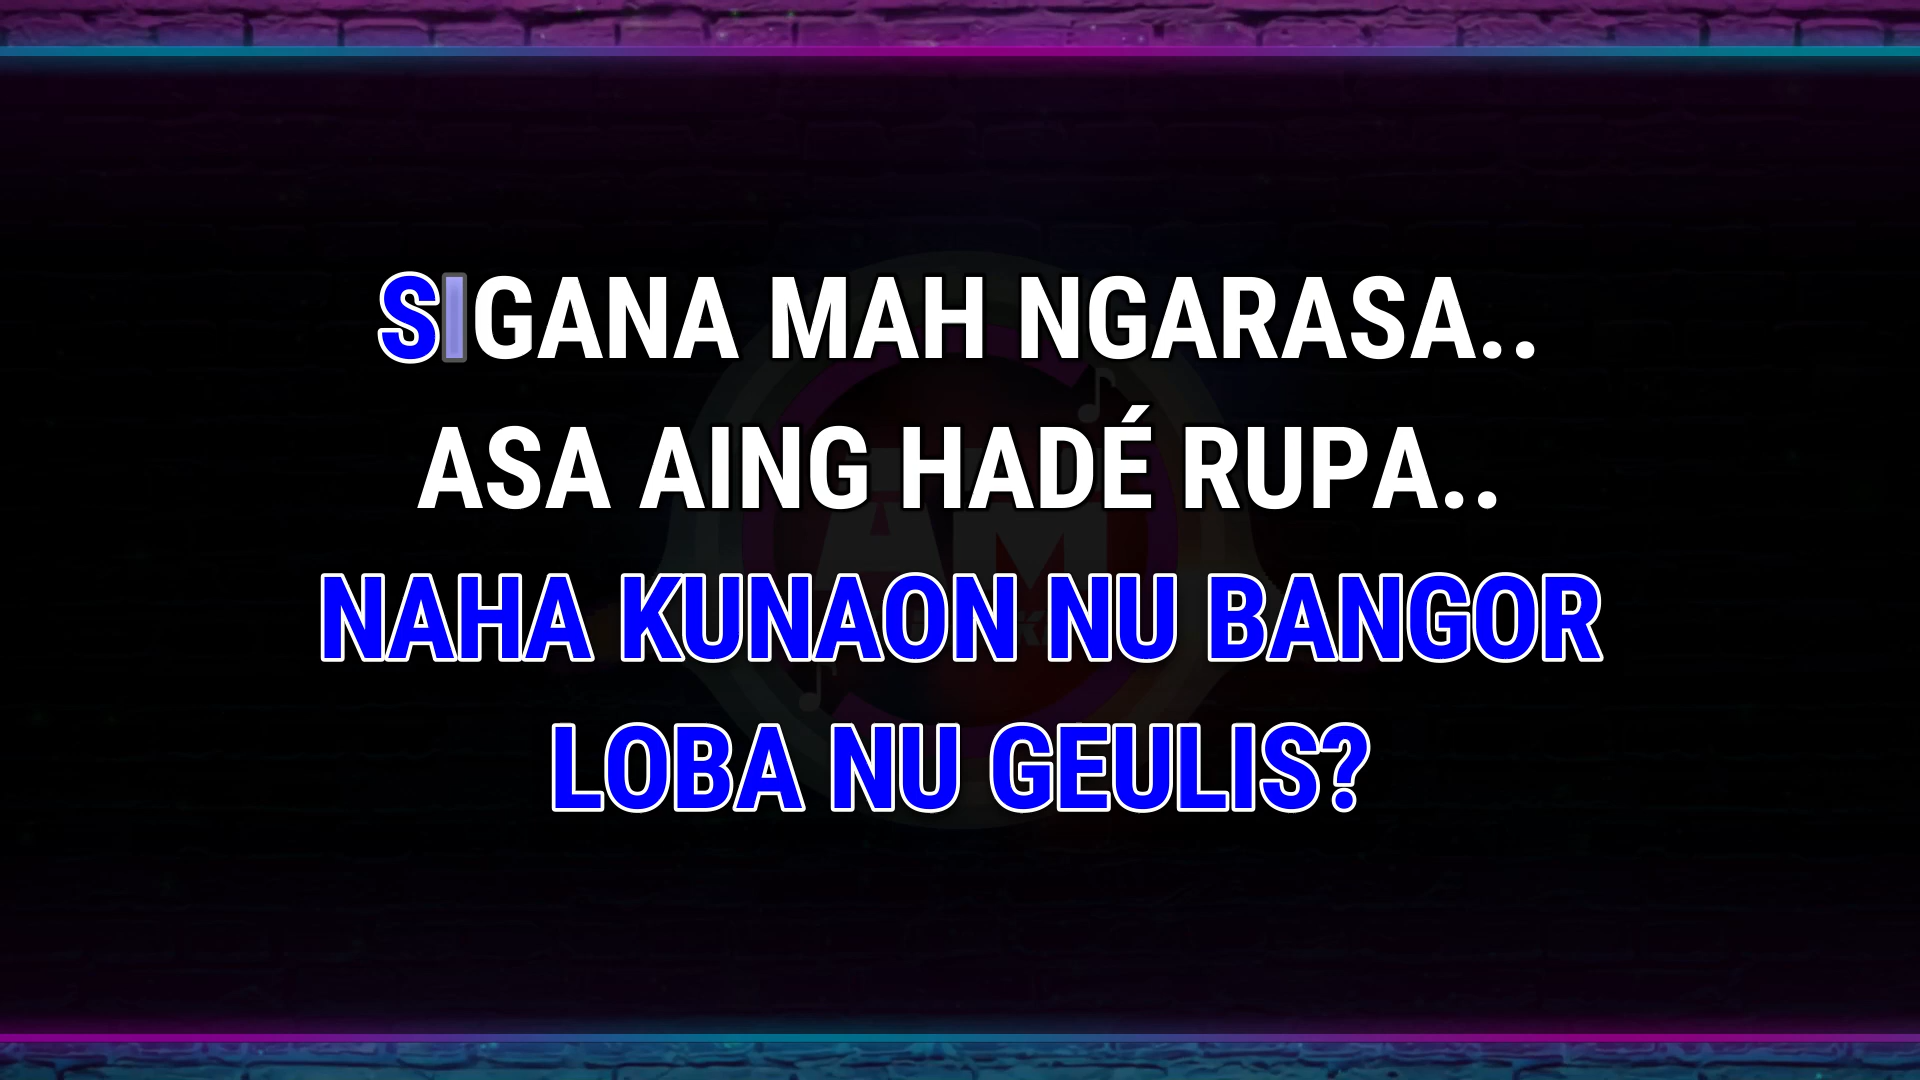 SIGANA MAH NGARASA..
ASA AING HADÉ RUPA..
NAHA KUNAON NU BANGOR
LOBA NU GEULIS?